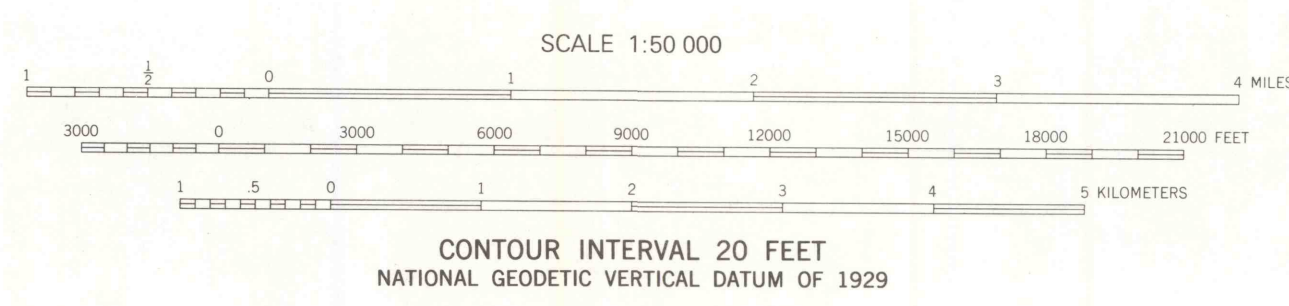 SCALE 1:50 000
1 1/2 0 1 2 3 4 MILES
3000 0 3000 6000 9000 12000 15000 18000 21000 FEET
1 .5 0 1 2 3 4 5 KILOMETERS
CONTOUR INTERVAL 20 FEET
NATIONAL GEODETIC VERTICAL DATUM OF 1929